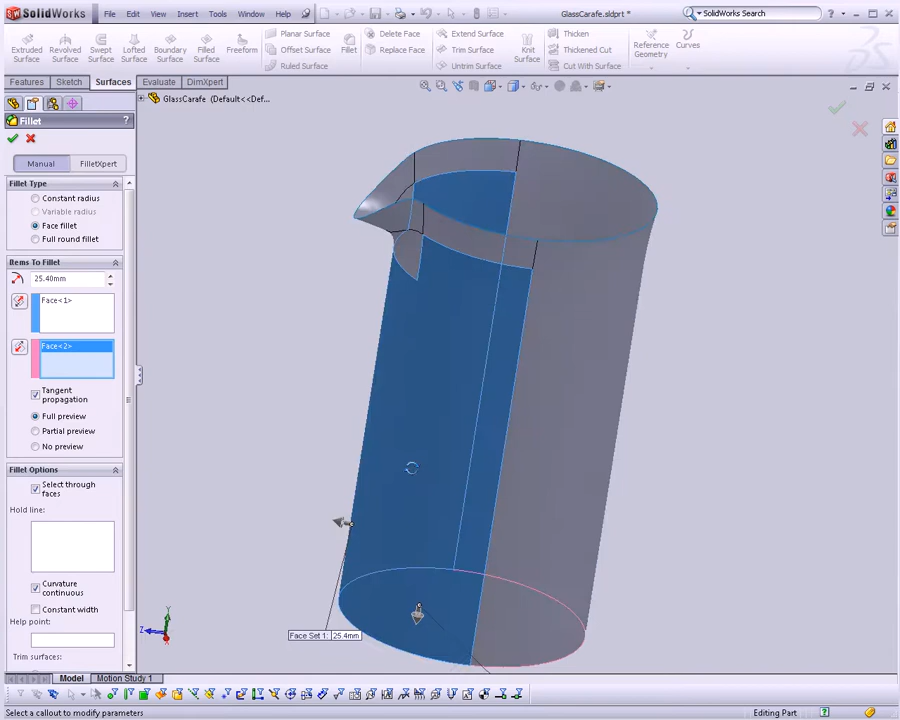 SolidWorks
File Edit View Insert Tools Window Help
GlassCarafe.sldprt *
SolidWorks Search
Extruded Surface
Revolved Surface
Swept Surface
Lofted Surface
Boundary Surface
Filled Surface
Freeform
Planar Surface
Offset Surface
Ruled Surface
Fillet
Delete Face
Replace Face
Extend Surface
Trim Surface
Untrim Surface
Knit Surface
Thicken
Thickened Cut
Cut With Surface
Reference Geometry
Curves
Features Sketch Surfaces Evaluate DimXpert
GlassCarafe (Default<<Def...
Fillet
?
Manual FilletXpert
Fillet Type
Constant radius
Variable radius
Face fillet
Full round fillet
Items To Fillet
25.40mm
Face<1>
Face<2>
Tangent
propagation
Full preview
Partial preview
No preview
Fillet Options
Select through
faces
Hold line:
Curvature
continuous
Constant width
Help point:
Trim surfaces:
Face Set 1: 25.4mm
Y
Z
Model Motion Study 1
Select a callout to modify parameters
Editing Part